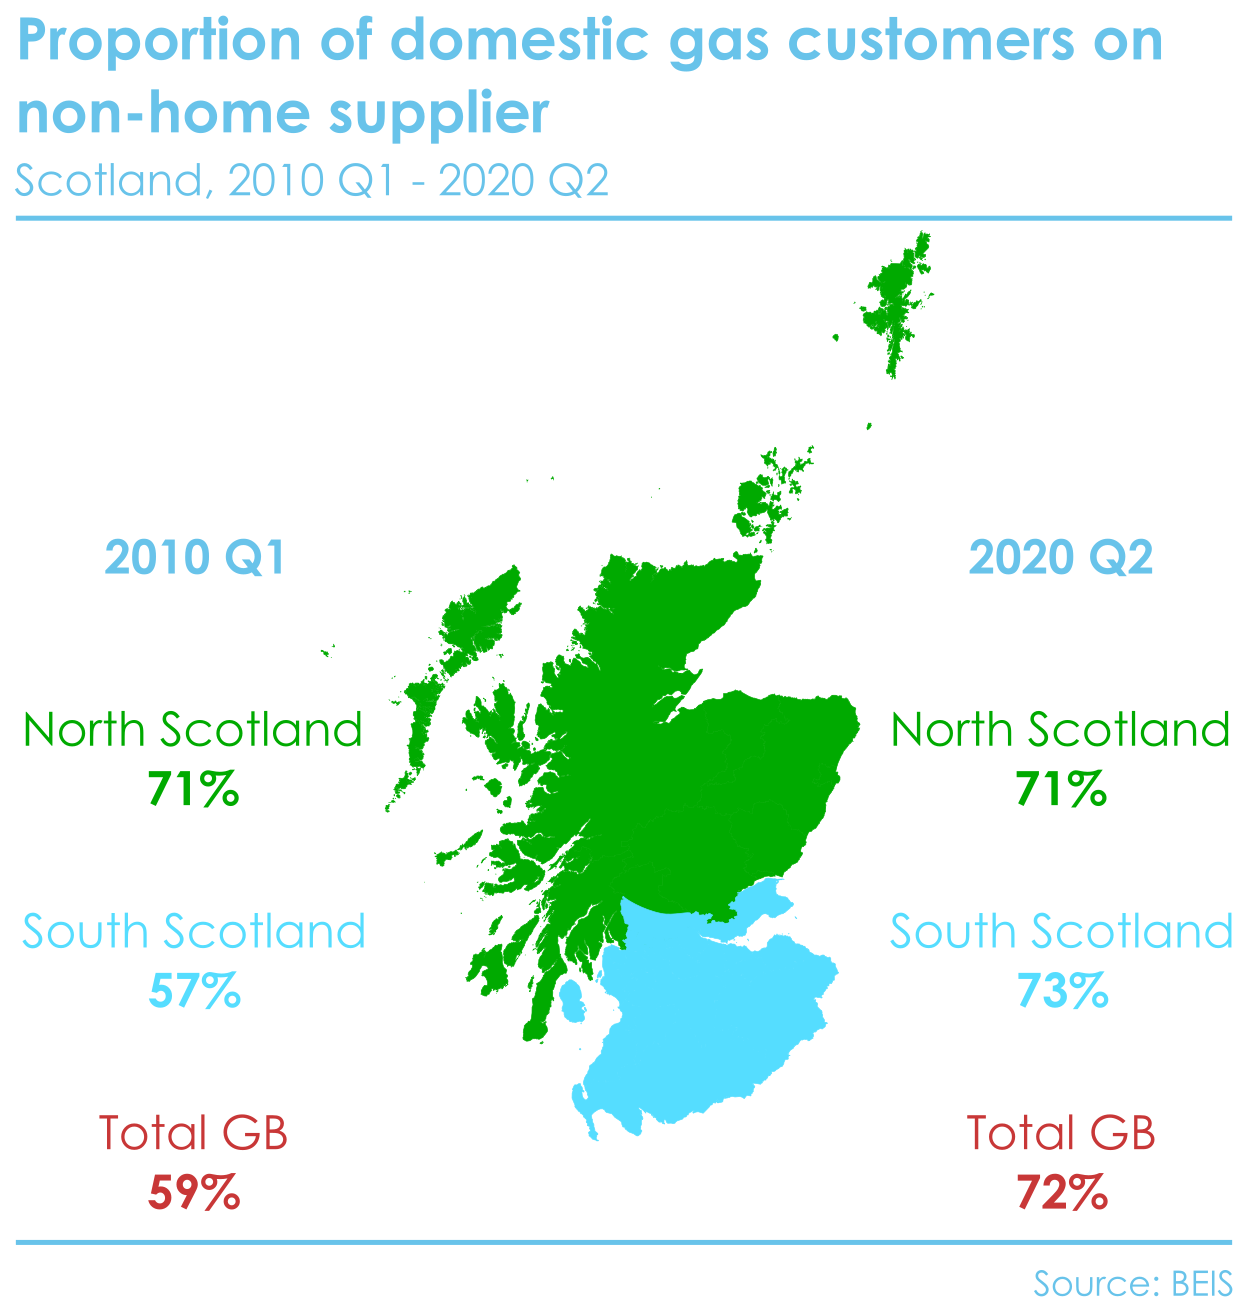 Proportion of domestic gas customers on
non-home supplier
Scotland, 2010 Q1 - 2020 Q2
2010 Q1
North Scotland
71%
South Scotland
57%
Total GB
59%
2020 Q2
North Scotland
71%
South Scotland
73%
Total GB
72%
Source: BEIS